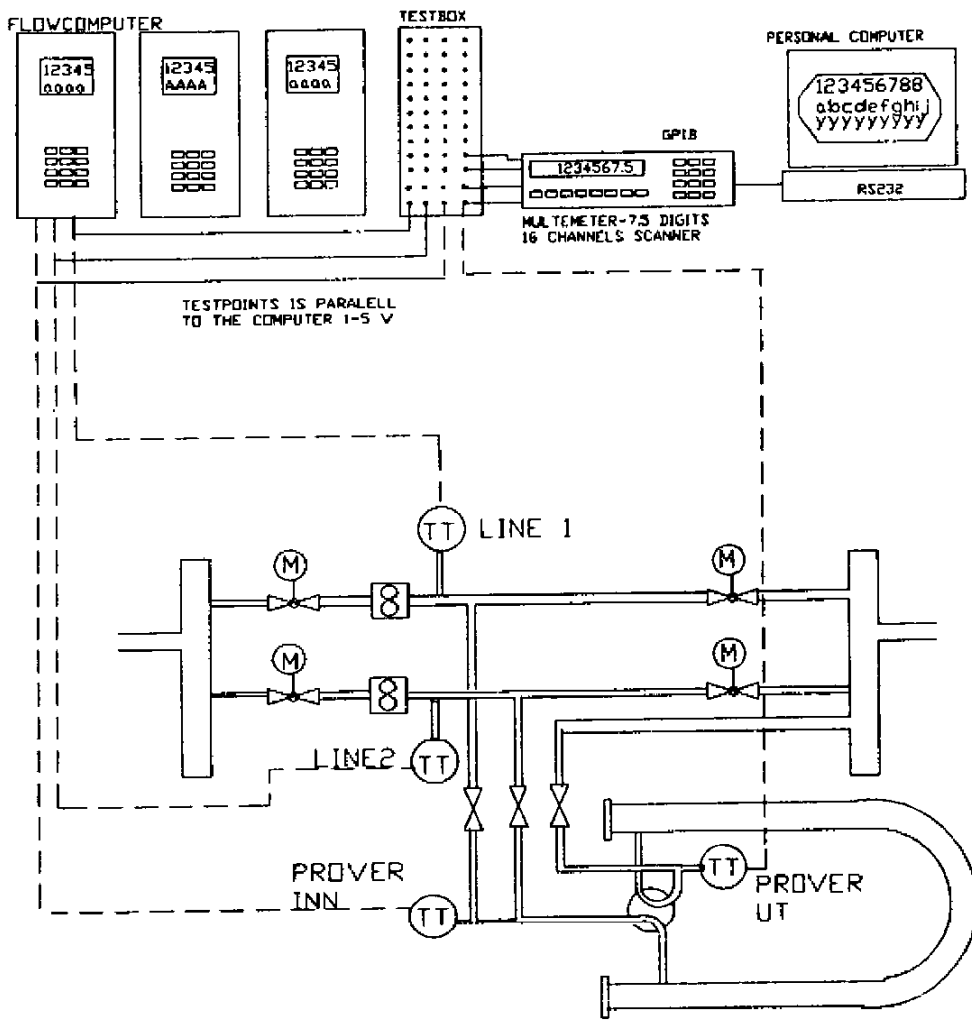 FLOWCOMPUTER
TESTBOX
PERSONAL COMPUTER
12345
aaaa
12345
AAAA
12345
aaaa
123456788
abcdefghij
yyyyyyyyy
GPIB
1234567.5
RS232
MULTEMETER-7.5 DIGITS
16 CHANNELS SCANNER
TESTPOINTS IS PARALELL
TO THE COMPUTER 1-5 V
TT
LINE 1
M
M
M
M
LINE2
TT
PROVER
INN
TT
TT
PROVER
UT